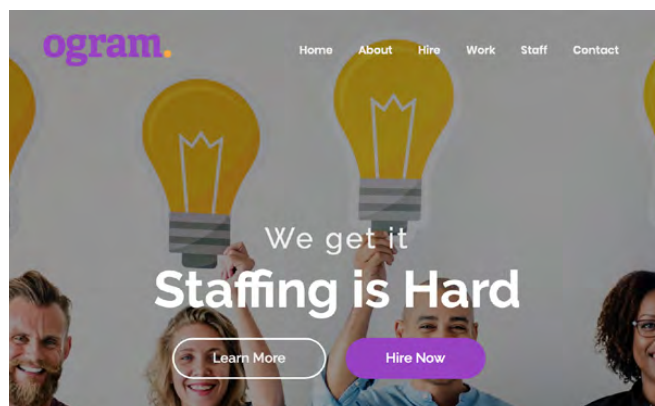 ogram.
Home About Hire Work Staff Contact
We get it
Staffing is Hard
Learn More Hire Now